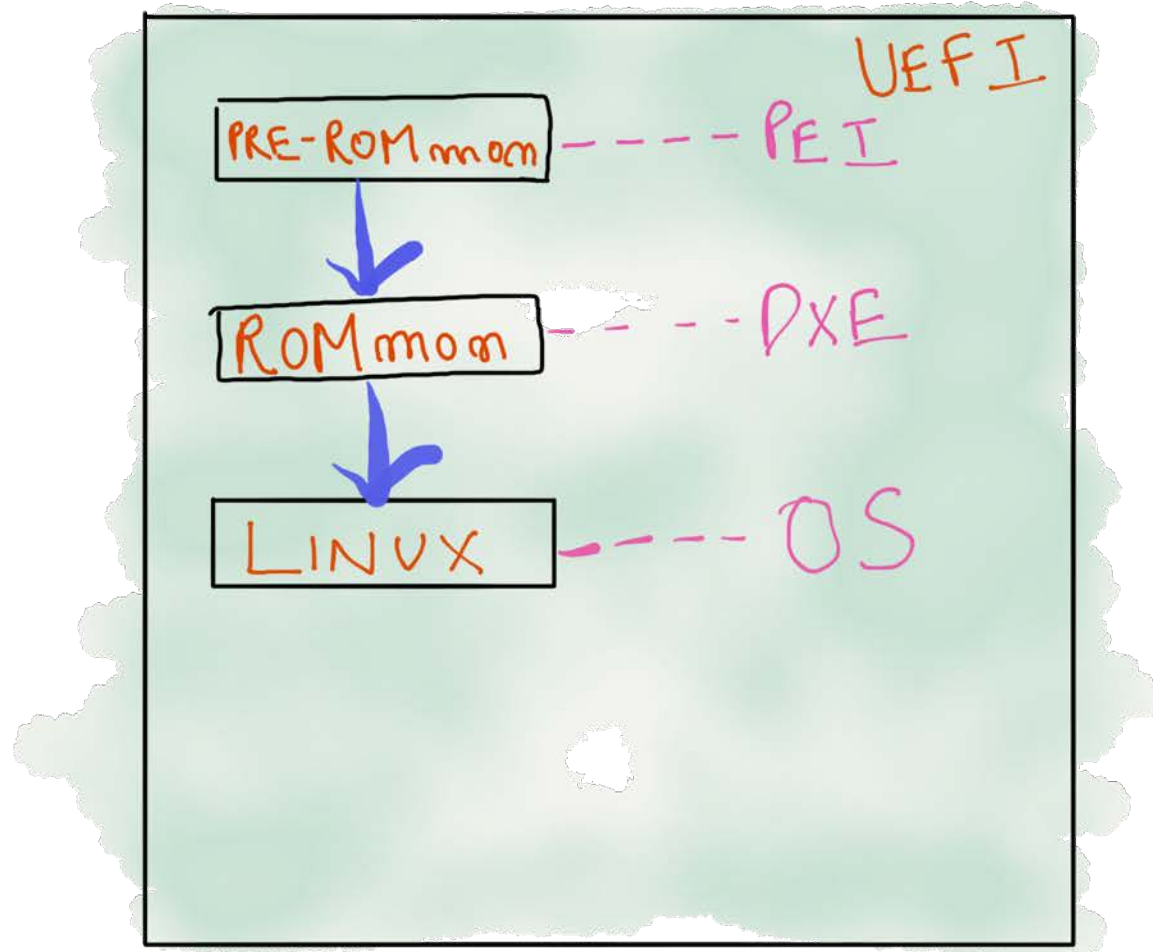 UEFI
PRE-ROMmon ---- PEI
ROMmon ---- DXE
LINUX ---- OS